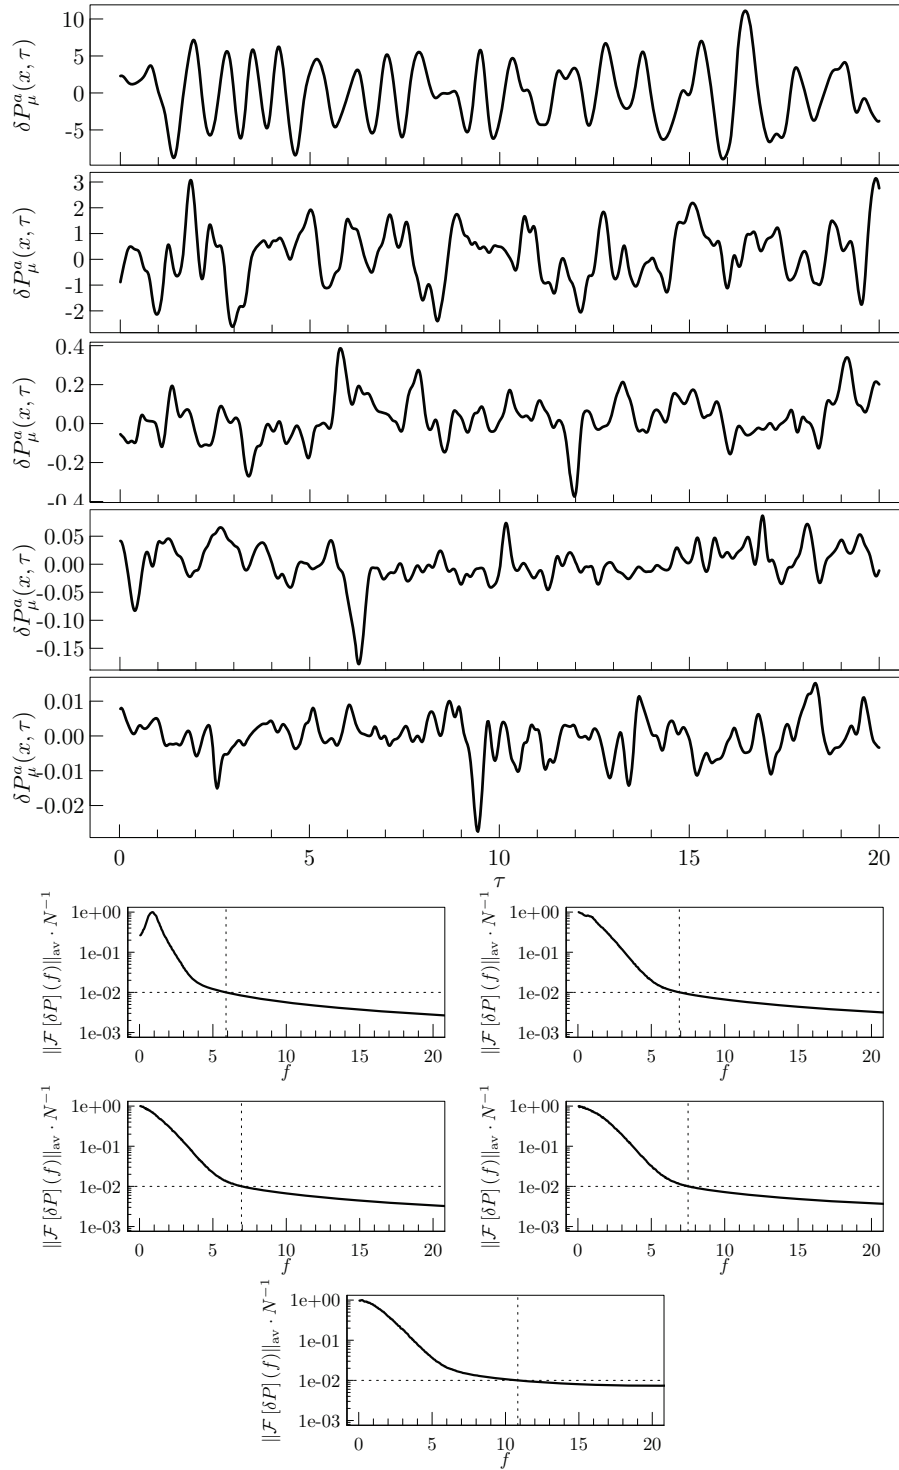 δP^a_μ(x, τ)
10
5
0
-5
δP^a_μ(x, τ)
3
2
1
0
-1
-2
δP^a_μ(x, τ)
0.4
0.2
0.0
-0.2
-0.4
δP^a_μ(x, τ)
0.05
0.00
-0.05
-0.10
-0.15
δP^a_μ(x, τ)
0.01
0.00
-0.01
-0.02
0 5 10 15 20
τ
||ℱ [δP] (f)||_av · N^−1
1e+00
1e-01
1e-02
1e-03
0 5 10 15 20
f
||ℱ [δP] (f)||_av · N^−1
1e+00
1e-01
1e-02
1e-03
0 5 10 15 20
f
||ℱ [δP] (f)||_av · N^−1
1e+00
1e-01
1e-02
1e-03
0 5 10 15 20
f
||ℱ [δP] (f)||_av · N^−1
1e+00
1e-01
1e-02
1e-03
0 5 10 15 20
f
||ℱ [δP] (f)||_av · N^−1
1e+00
1e-01
1e-02
1e-03
0 5 10 15 20
f